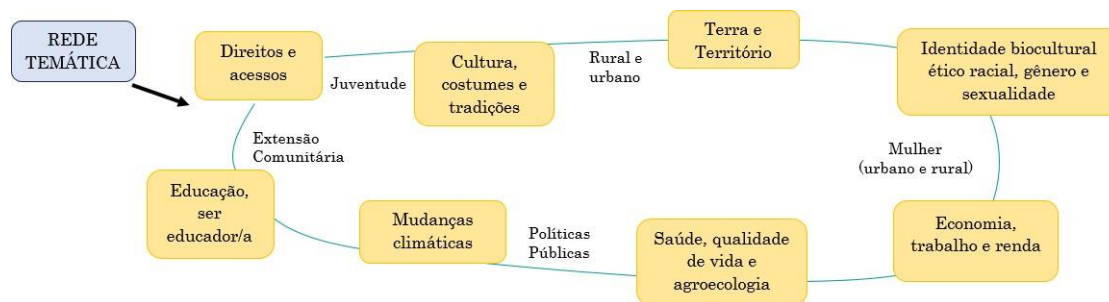 REDE
TEMÁTICA
Direitos e
acessos
Juventude
Cultura,
costumes e
tradições
Rural e
urbano
Terra e
Território
Identidade biocultural
ético racial, gênero e
sexualidade
Mulher
(urbano e rural)
Economia,
trabalho e renda
Saúde, qualidade
de vida e
agroecologia
Políticas
Públicas
Mudanças
climáticas
Educação,
ser
educador/a
Extensão
Comunitária